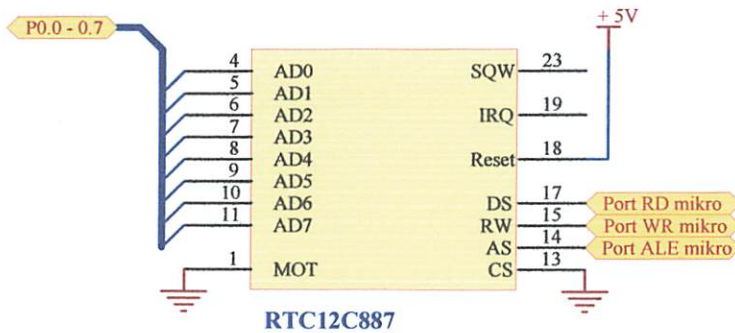 P0.0 - 0.7
+ 5V
4 AD0 SQW 23
5 AD1
6 AD2 IRQ 19
7 AD3
8 AD4 Reset 18
9 AD5
10 AD6 DS 17 Port RD mikro
11 AD7 RW 15 Port WR mikro
AS 14 Port ALE mikro
1 MOT CS 13
RTC12C887